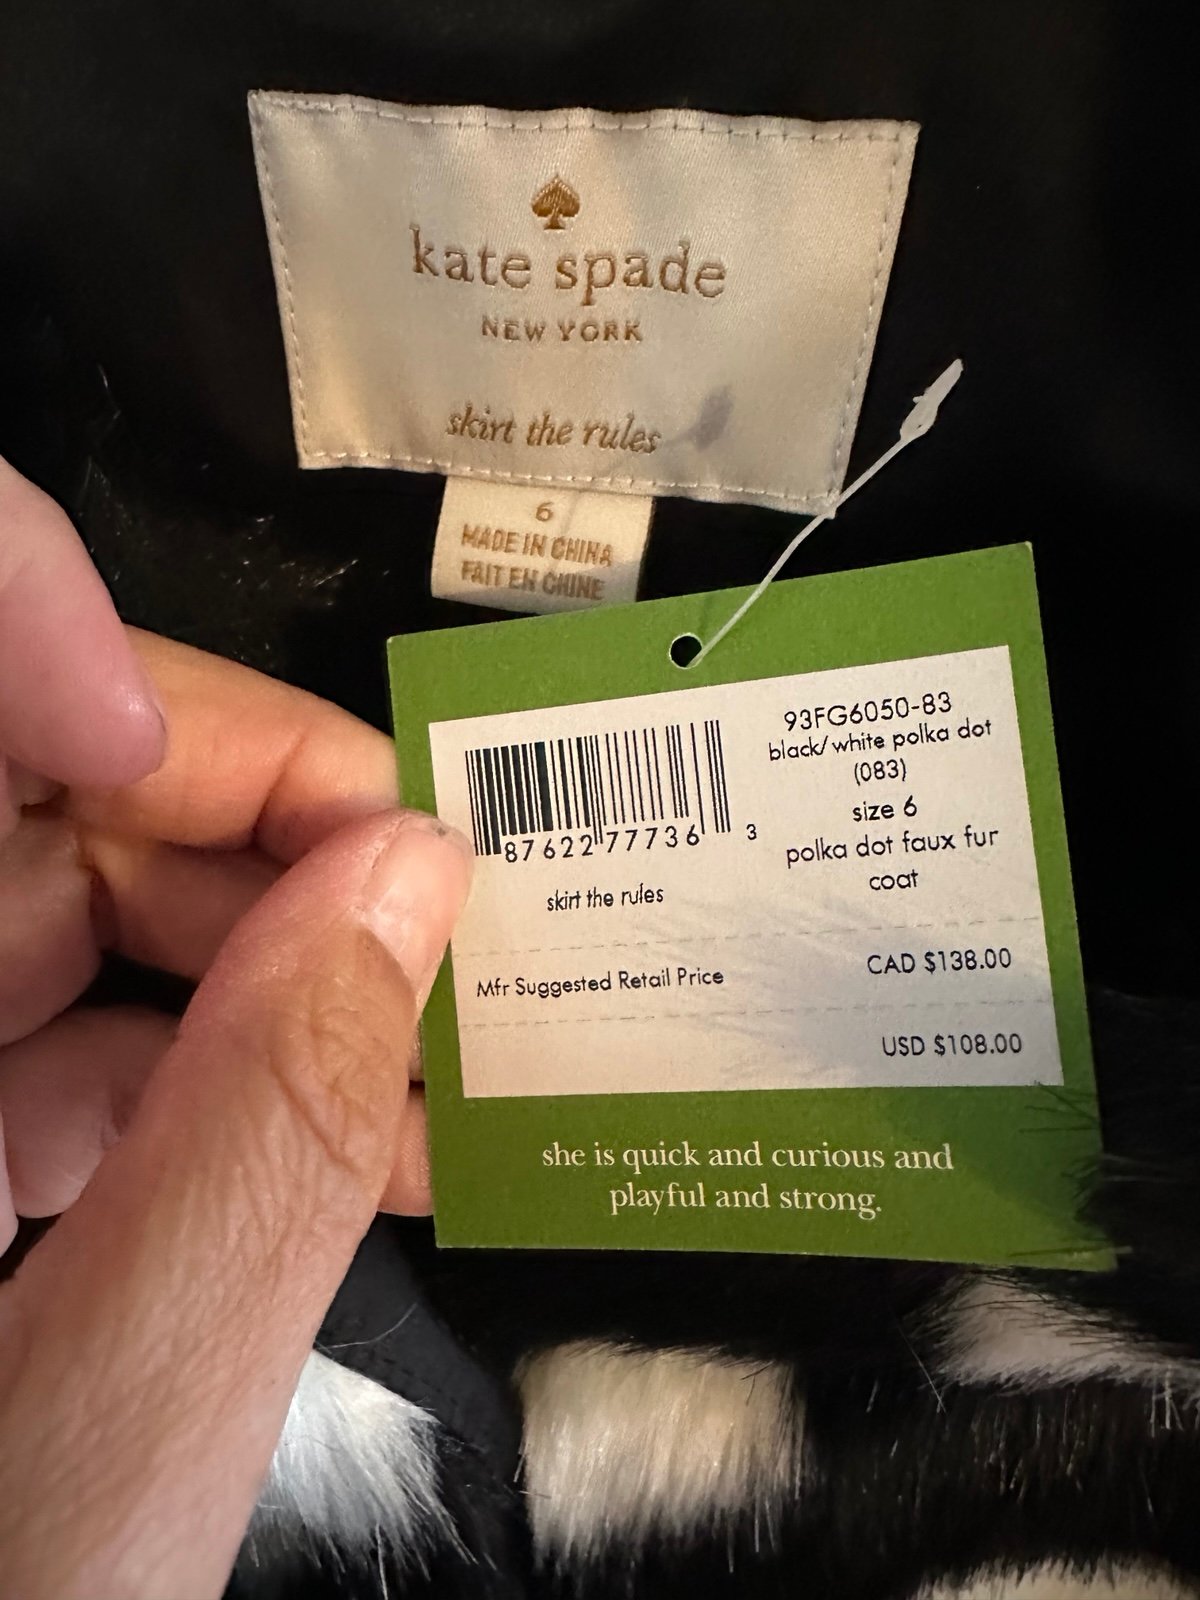 kate spade
NEW YORK
skirt the rules
6
MADE IN CHINA
FAIT EN CHINE
93FG6050-83
black/white polka dot
(083)
size 6
polka dot faux fur
coat
87622 77736 3
skirt the rules
Mfr Suggested Retail Price
CAD $138.00
USD $108.00
she is quick and curious and
playful and strong.